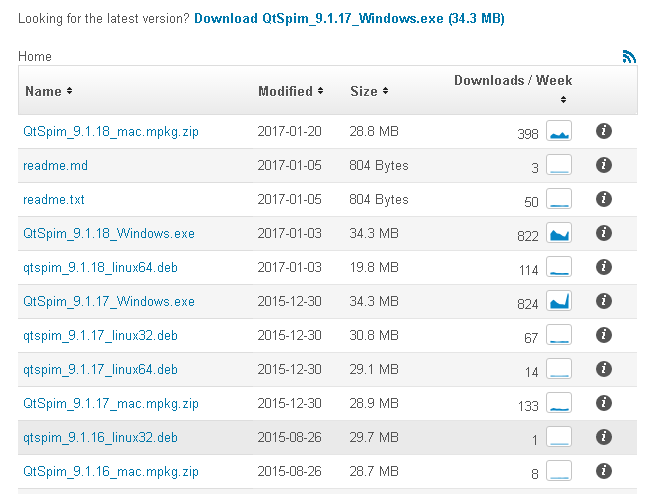 Looking for the latest version? Download QtSpim_9.1.17_Windows.exe (34.3 MB)
Home
Name Modified Size Downloads / Week
QtSpim_9.1.18_mac.mpkg.zip 2017-01-20 28.8 MB 398
readme.md 2017-01-05 804 Bytes 3
readme.txt 2017-01-05 804 Bytes 50
QtSpim_9.1.18_Windows.exe 2017-01-03 34.3 MB 822
qtspim_9.1.18_linux64.deb 2017-01-03 19.8 MB 114
QtSpim_9.1.17_Windows.exe 2015-12-30 34.3 MB 824
qtspim_9.1.17_linux32.deb 2015-12-30 30.8 MB 67
qtspim_9.1.17_linux64.deb 2015-12-30 29.1 MB 14
QtSpim_9.1.17_mac.mpkg.zip 2015-12-30 28.9 MB 133
qtspim_9.1.16_linux32.deb 2015-08-26 29.7 MB 1
QtSpim_9.1.16_mac.mpkg.zip 2015-08-26 28.7 MB 8